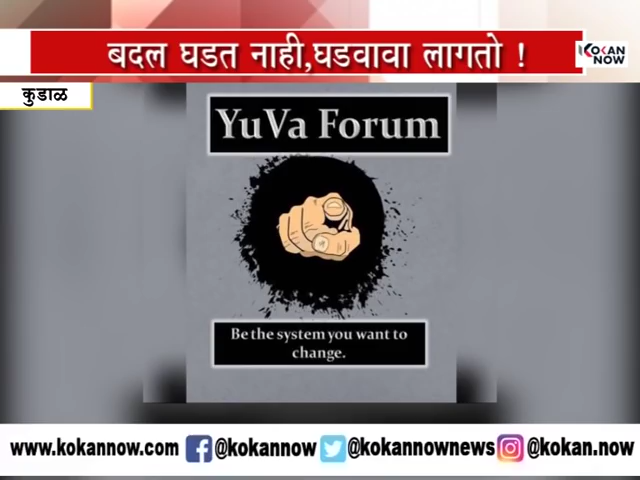 बदल घडत नाही,घडवावा लागतो !
KOKAN
NOW
कुडाळ
YuVa Forum
Be the system you want to
change.
www.kokannow.com @kokannow @kokannownews @kokan.now